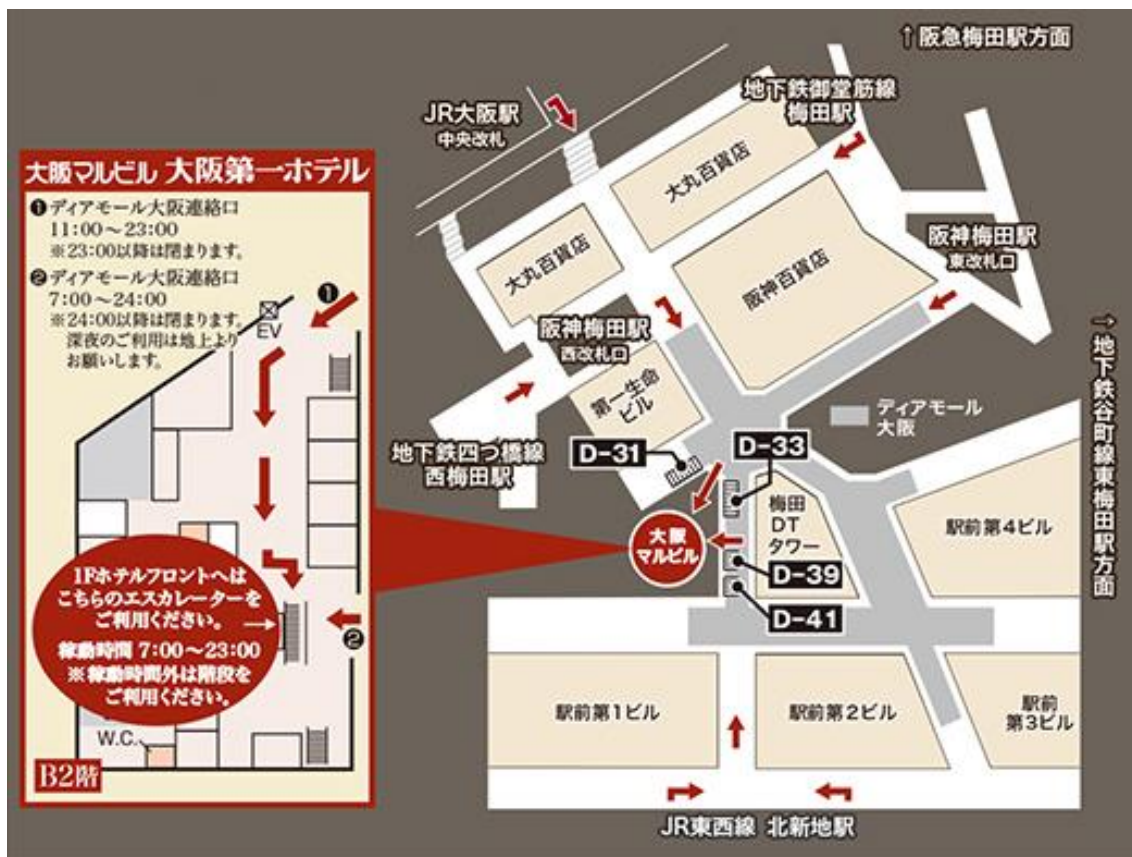 ↑阪急梅田駅方面
地下鉄御堂筋線
梅田駅
JR大阪駅
中央改札
大丸百貨店
大丸百貨店
阪神梅田駅
東改札口
阪神百貨店
阪神梅田駅
西改札口
第一生命
ビル
ディアモール
大阪
→地下鉄谷町線東梅田駅方面
地下鉄四つ橋線
西梅田駅
D-31
D-33
梅田
DT
タワー
駅前第4ビル
大阪
マルビル
D-39
D-41
駅前第1ビル
駅前第2ビル
駅前
第3ビル
JR東西線 北新地駅
大阪マルビル 大阪第一ホテル
❶ディアモール大阪連絡口
11:00～23:00
※23:00以降は閉まります。
❷ディアモール大阪連絡口
7:00～24:00
※24:00以降は閉まります。
深夜のご利用は地上より
お願いします。
❶
EV
1Fホテルフロントへは
こちらのエスカレーターを
ご利用ください。
稼動時間 7:00～23:00
※稼動時間外は階段を
ご利用ください。
❷
W.C.
B2階